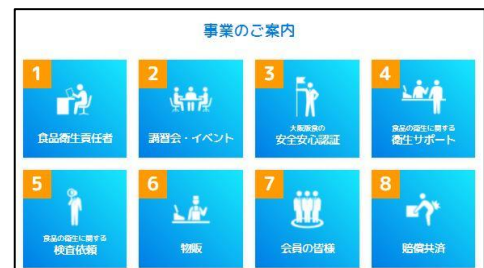 事業のご案内
1
食品衛生責任者
2
講習会・イベント
3
大阪版食の
安全安心認証
4
食品の衛生に関する
衛生サポート
5
食品の衛生に関する
検査依頼
6
物販
7
会員の皆様
8
賠償共済